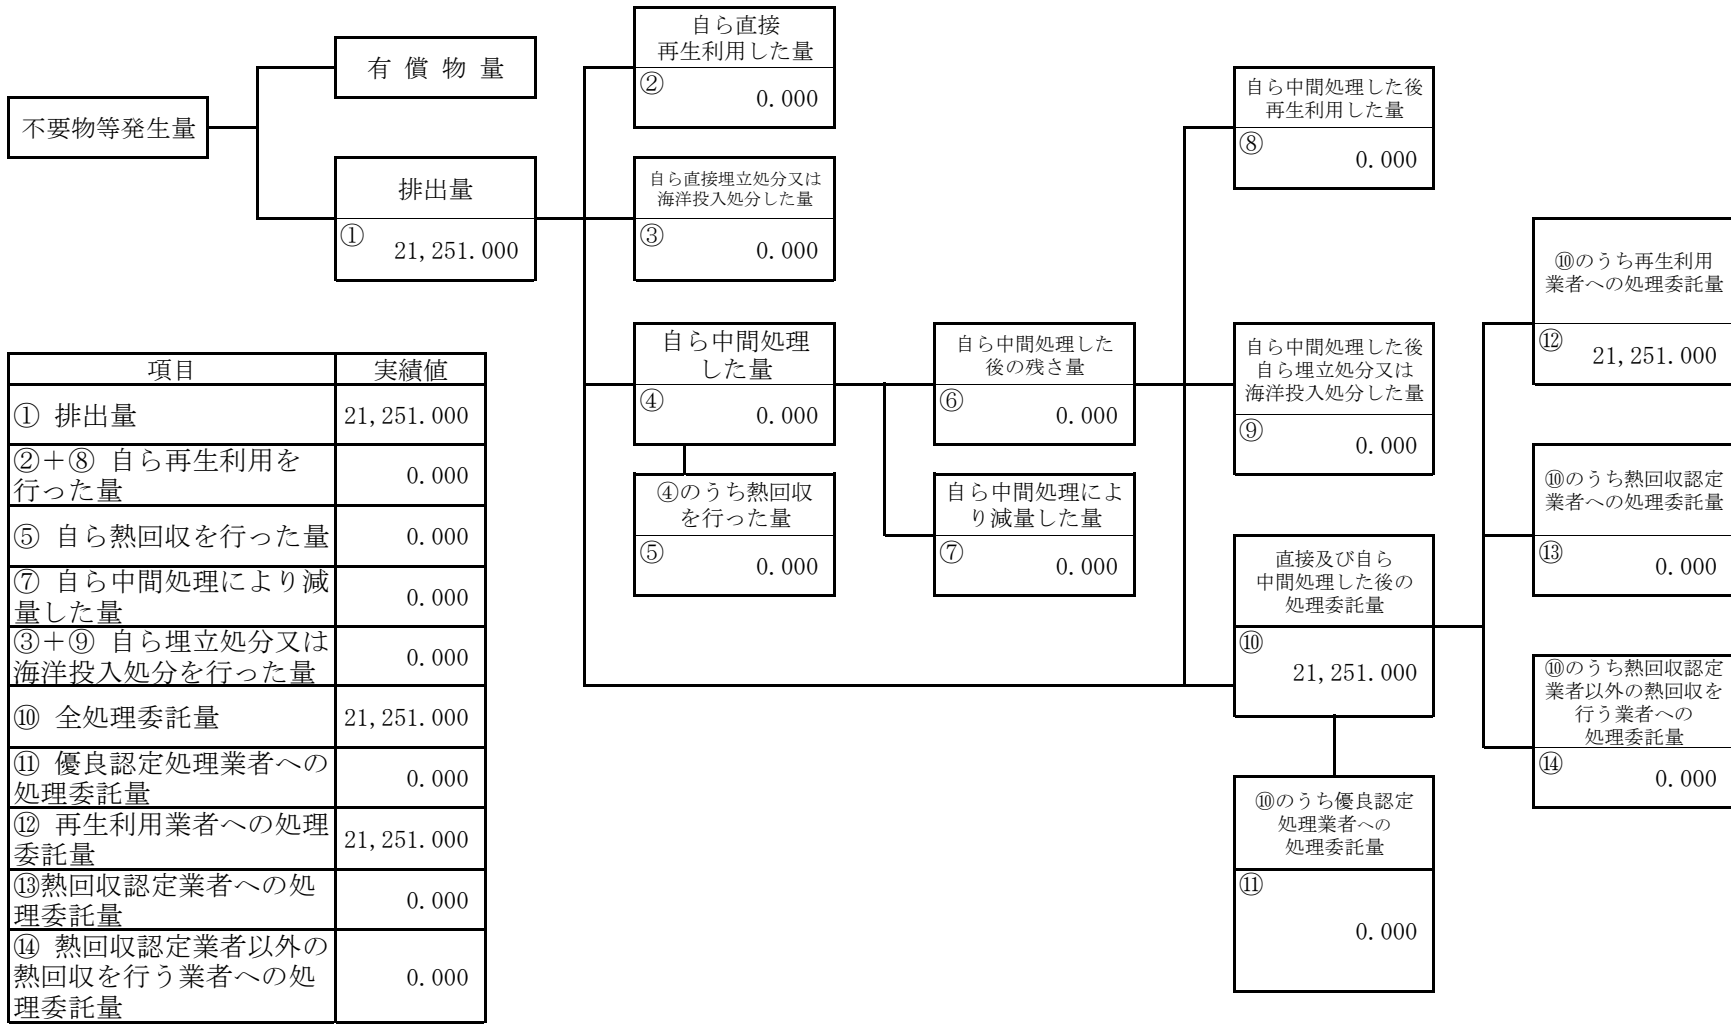 不要物等発生量
有 償 物 量
排出量
①
21,251.000
自ら直接
再生利用した量
②
0.000
自ら直接埋立処分又は
海洋投入処分した量
③
0.000
自ら中間処理
した量
④
0.000
④のうち熱回収
を行った量
⑤
0.000
自ら中間処理した
後の残さ量
⑥
0.000
自ら中間処理によ
り減量した量
⑦
0.000
自ら中間処理した後
再生利用した量
⑧
0.000
自ら中間処理した後
自ら埋立処分又は
海洋投入処分した量
⑨
0.000
直接及び自ら
中間処理した後の
処理委託量
⑩
21,251.000
⑩のうち優良認定
処理業者への
処理委託量
⑪
0.000
⑩のうち再生利用
業者への処理委託量
⑫
21,251.000
⑩のうち熱回収認定
業者への処理委託量
⑬
0.000
⑩のうち熱回収認定
業者以外の熱回収を
行う業者への
処理委託量
⑭
0.000
項目 実績値
① 排出量 21,251.000
②＋⑧ 自ら再生利用を
行った量 0.000
⑤ 自ら熱回収を行った量 0.000
⑦ 自ら中間処理により減
量した量 0.000
③＋⑨ 自ら埋立処分又は
海洋投入処分を行った量 0.000
⑩ 全処理委託量 21,251.000
⑪ 優良認定処理業者への
処理委託量 0.000
⑫ 再生利用業者への処理
委託量 21,251.000
⑬熱回収認定業者への処
理委託量 0.000
⑭ 熱回収認定業者以外の
熱回収を行う業者への処
理委託量 0.000